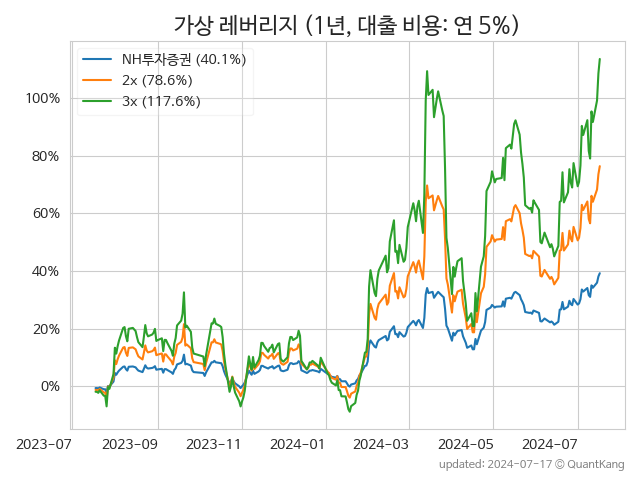 가상 레버리지 (1년, 대출 비용: 연 5%)
NH투자증권 (40.1%)
2x (78.6%)
3x (117.6%)
100%
80%
60%
40%
20%
0%
2023-07 2023-09 2023-11 2024-01 2024-03 2024-05 2024-07
updated: 2024-07-17 © QuantKang